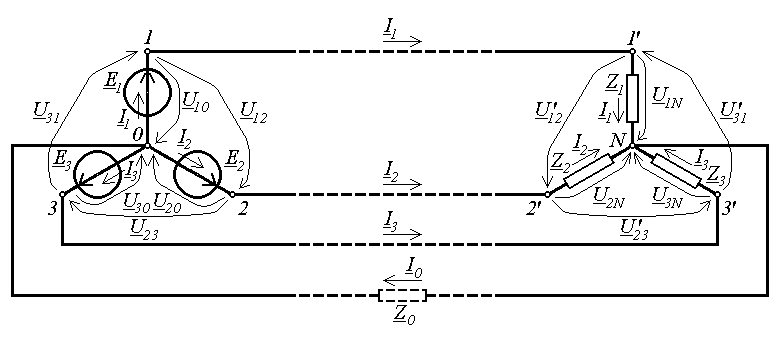 I1
1
1'
E1
U10
Z1
U1N
U31
U12
U'12
I1
U'31
I1
0
I2
I2
N
I3
E3
E2
Z2
Z3
I3
I2
U30
U20
U2N
U3N
3
2
2'
3'
U23
I3
U'23
I0
Z0